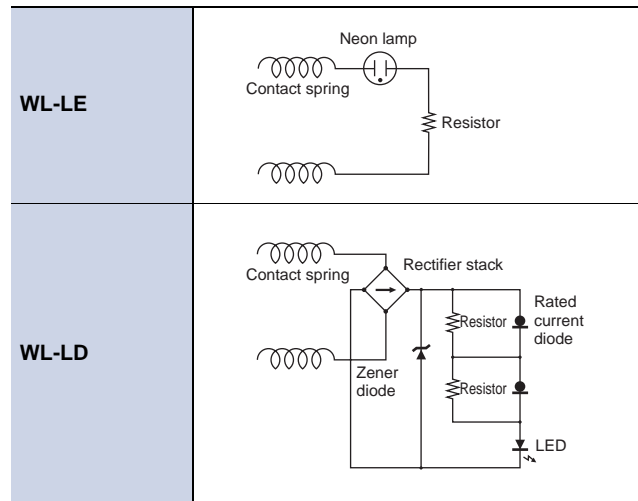 WL-LE
Neon lamp
Contact spring
Resistor
WL-LD
Contact spring
Rectifier stack
Resistor
Rated
current
diode
Zener
diode
Resistor
LED